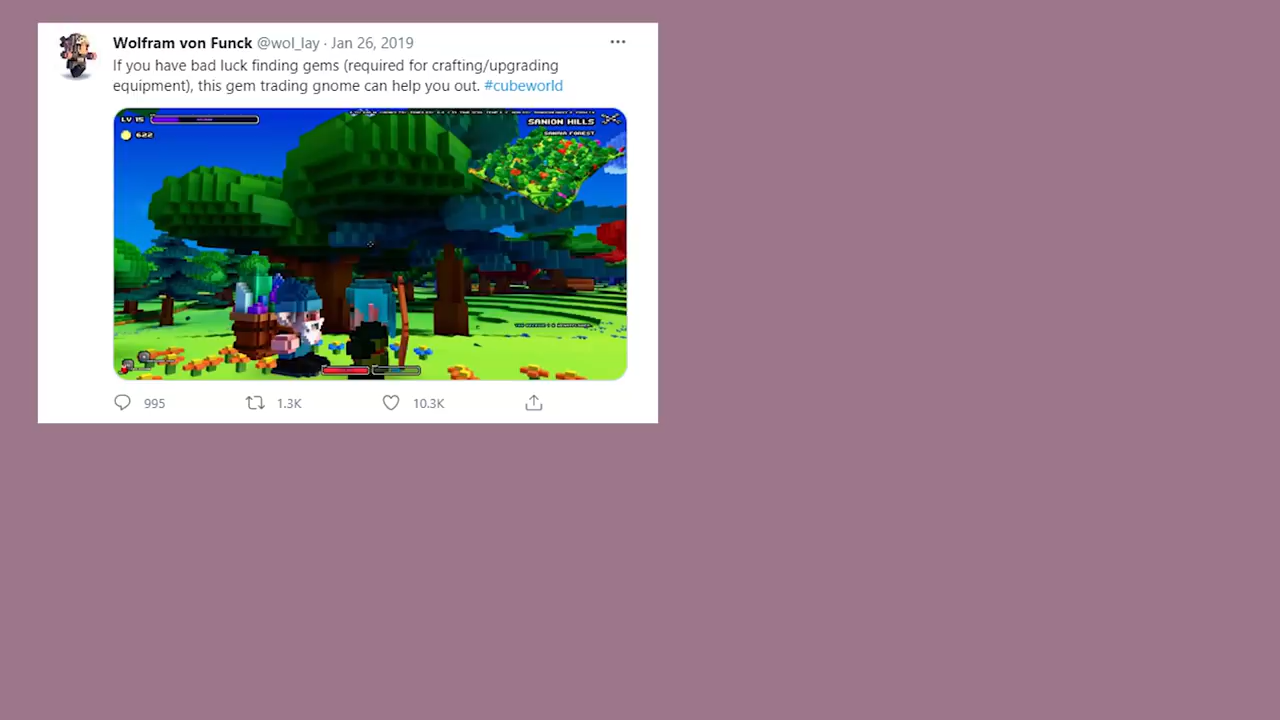 Wolfram von Funck @wol_lay · Jan 26, 2019
If you have bad luck finding gems (required for crafting/upgrading
equipment), this gem trading gnome can help you out. #cubeworld
LV 15
622
SANION HILLS
995 1.3K 10.3K